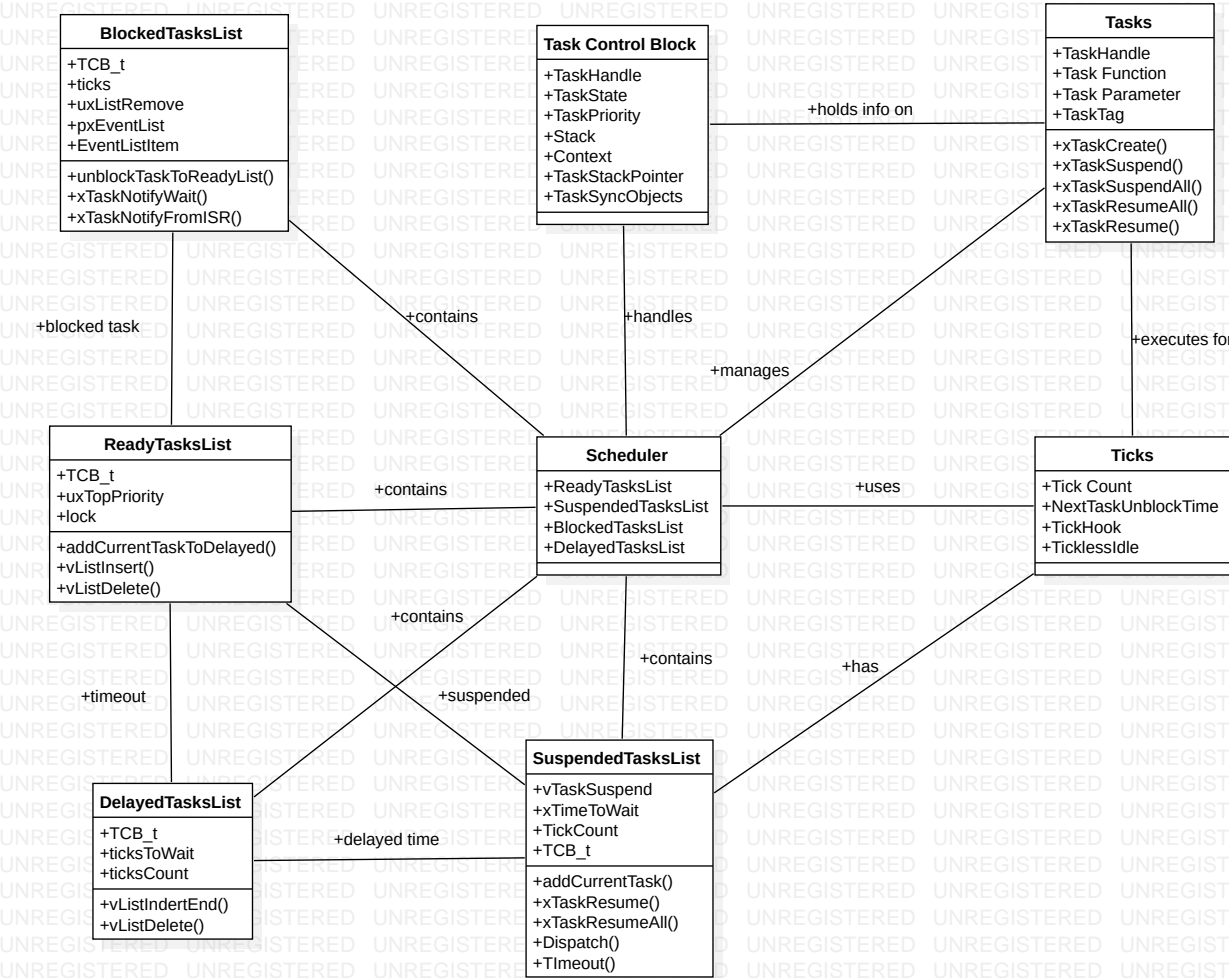 BlockedTasksList
+TCB_t
+ticks
+uxListRemove
+pxEventList
+EventListItem
+unblockTaskToReadyList()
+xTaskNotifyWait()
+xTaskNotifyFromISR()
Task Control Block
+TaskHandle
+TaskState
+TaskPriority
+Stack
+Context
+TaskStackPointer
+TaskSyncObjects
+holds info on
Tasks
+TaskHandle
+Task Function
+Task Parameter
+TaskTag
+xTaskCreate()
+xTaskSuspend()
+xTaskSuspendAll()
+xTaskResumeAll()
+xTaskResume()
+blocked task
+contains
+handles
+manages
+executes for
ReadyTasksList
+TCB_t
+uxTopPriority
+lock
+addCurrentTaskToDelayed()
+vListInsert()
+vListDelete()
+contains
Scheduler
+ReadyTasksList
+SuspendedTasksList
+BlockedTasksList
+DelayedTasksList
+uses
Ticks
+Tick Count
+NextTaskUnblockTime
+TickHook
+TicklessIdle
+contains
+timeout
+suspended
+contains
+has
DelayedTasksList
+TCB_t
+ticksToWait
+ticksCount
+vListIndertEnd()
+vListDelete()
+delayed time
SuspendedTasksList
+vTaskSuspend
+xTimeToWait
+TickCount
+TCB_t
+addCurrentTask()
+xTaskResume()
+xTaskResumeAll()
+Dispatch()
+TImeout()
UNREGISTERED